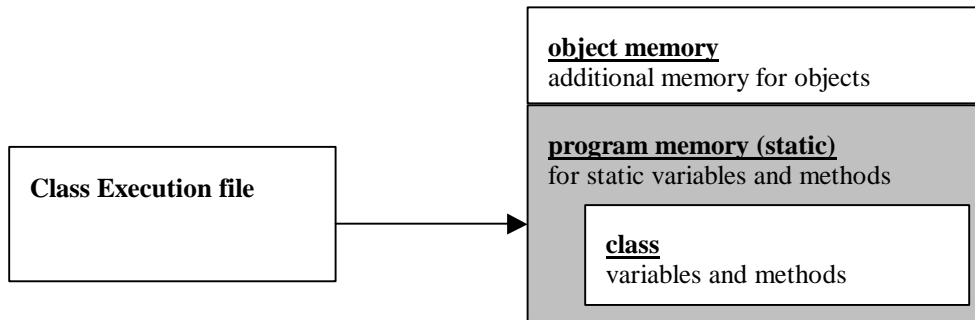 object memory
additional memory for objects
program memory (static)
for static variables and methods
Class Execution file
class
variables and methods